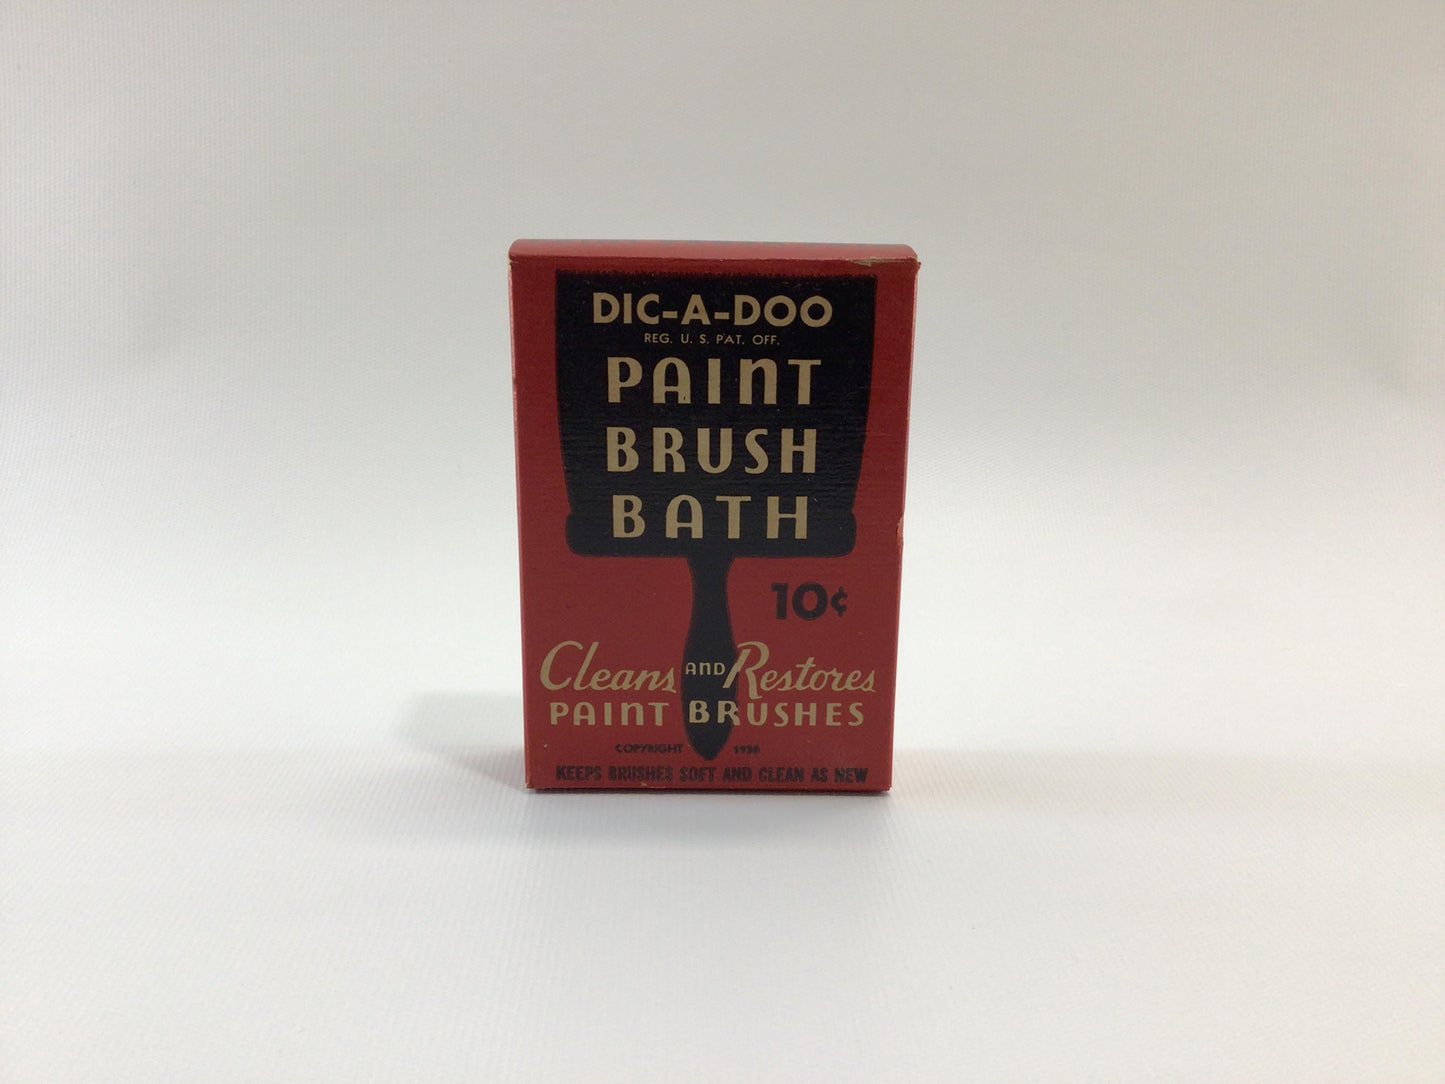 DIC-A-DOO
REG. U. S. PAT. OFF.
PAINT
BRUSH
BATH
10¢
Cleans AND Restores
PAINT BRUSHES
COPYRIGHT 1936
KEEPS BRUSHES SOFT AND CLEAN AS NEW